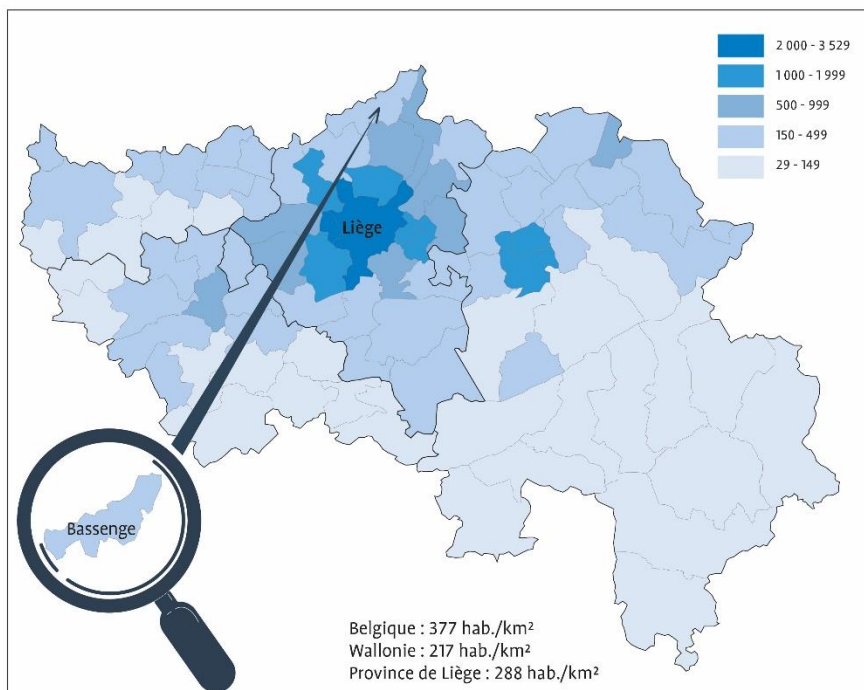 2 000 - 3 529
1 000 - 1 999
500 - 999
150 - 499
29 - 149
Liège
Bassenge
Belgique : 377 hab./km²
Wallonie : 217 hab./km²
Province de Liège : 288 hab./km²